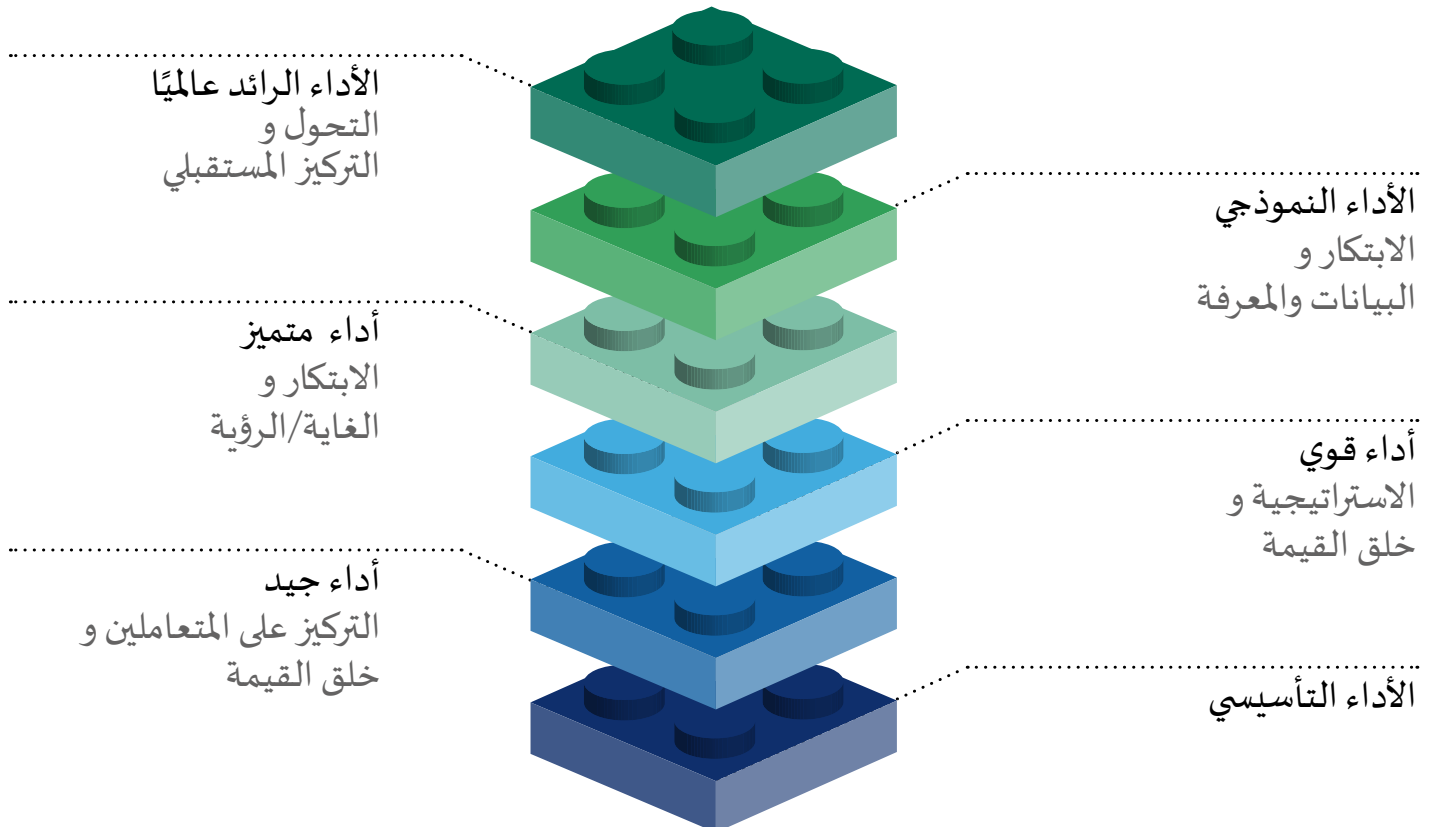 الأداء الرائد عالميًا
التحول و
التركيز المستقبلي
الأداء النموذجي
الابتكار و
البيانات والمعرفة
أداء متميز
الابتكار و
الغاية/الرؤية
أداء قوي
الاستراتيجية و
خلق القيمة
أداء جيد
التركيز على المتعاملين و
خلق القيمة
الأداء التأسيسي